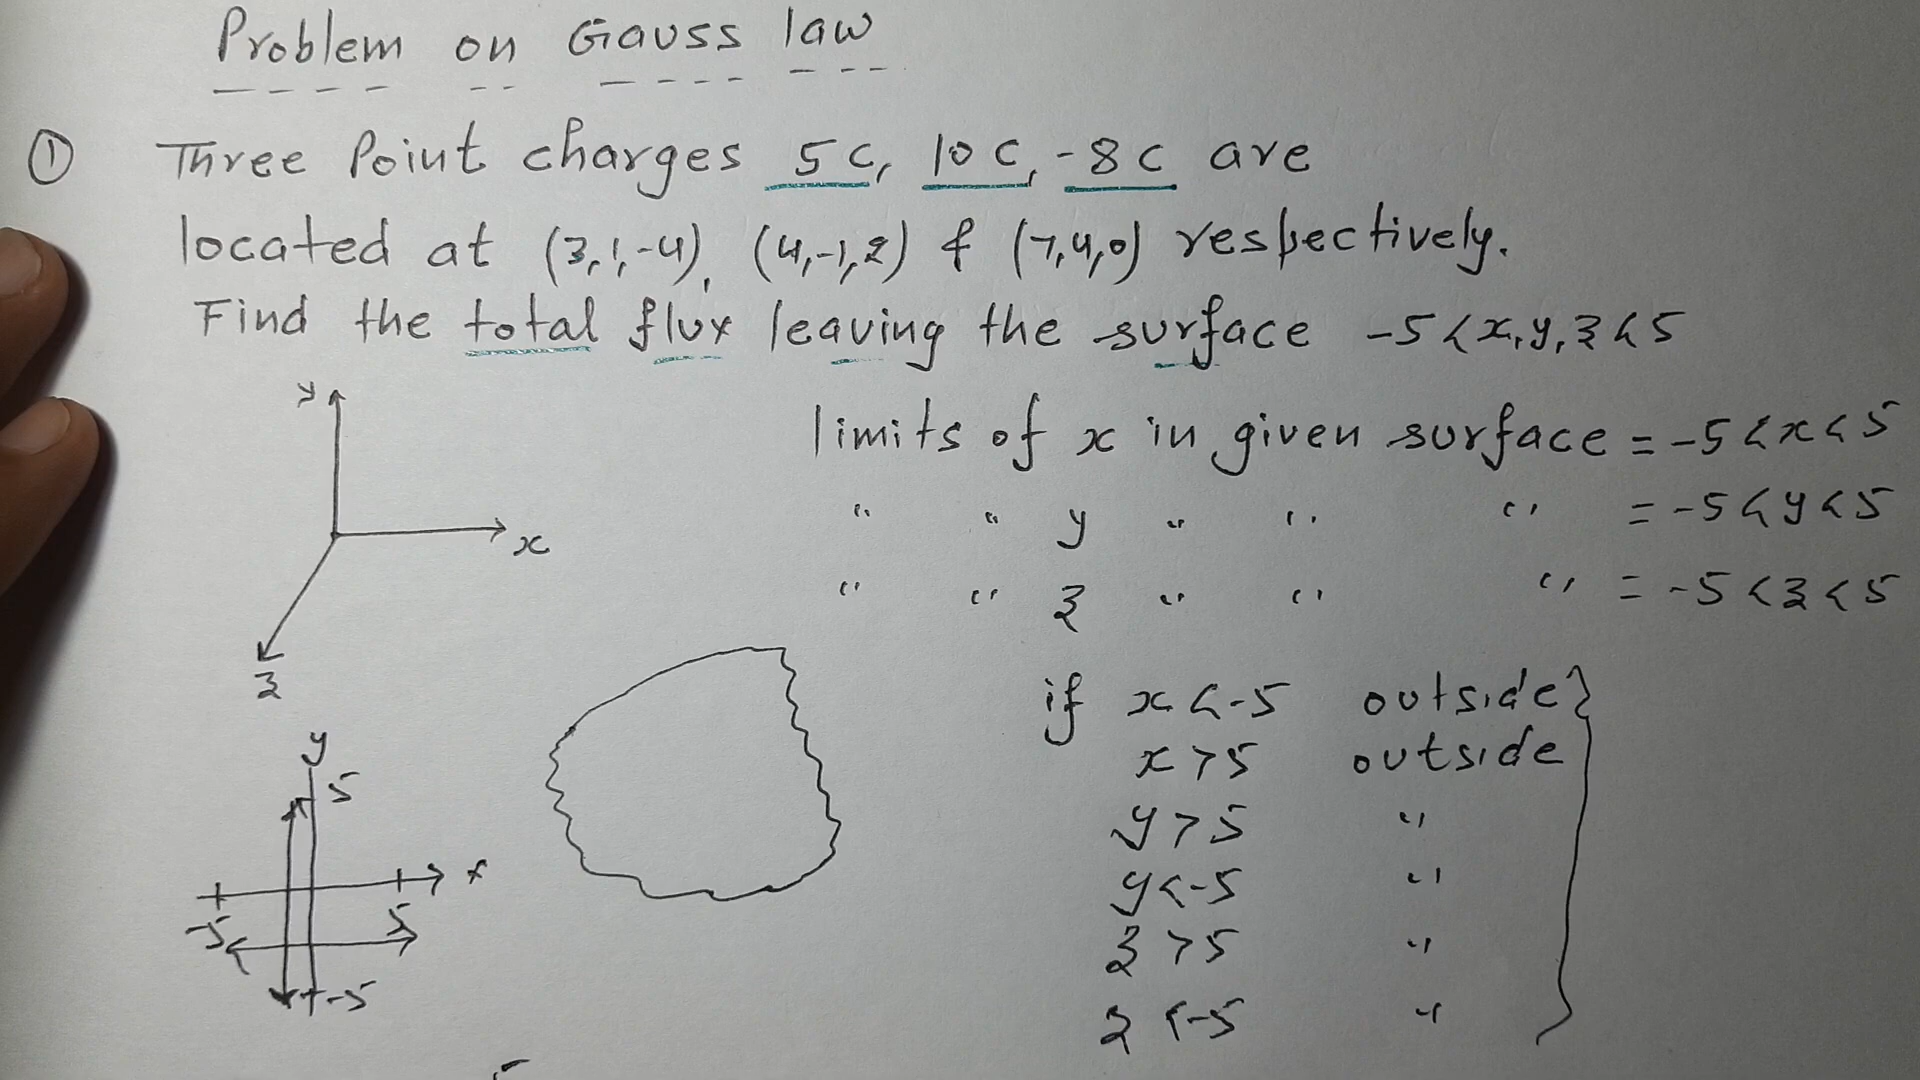 Problem on Gauss law
① Three Point charges 5C, 10C, -8C are
located at (3,1,-4), (4,-1,2) & (7,4,0) respectively.
Find the total flux leaving the surface -5<x,y,z<5
y
x
z
limits of x in given surface = -5<x<5
" " y " " " = -5<y<5
" " z " " " = -5<z<5
if x<-5 outside
x>5 outside
y>5 "
y<-5 "
z>5 "
z<-5 "
y
5
x
-5
5
-5